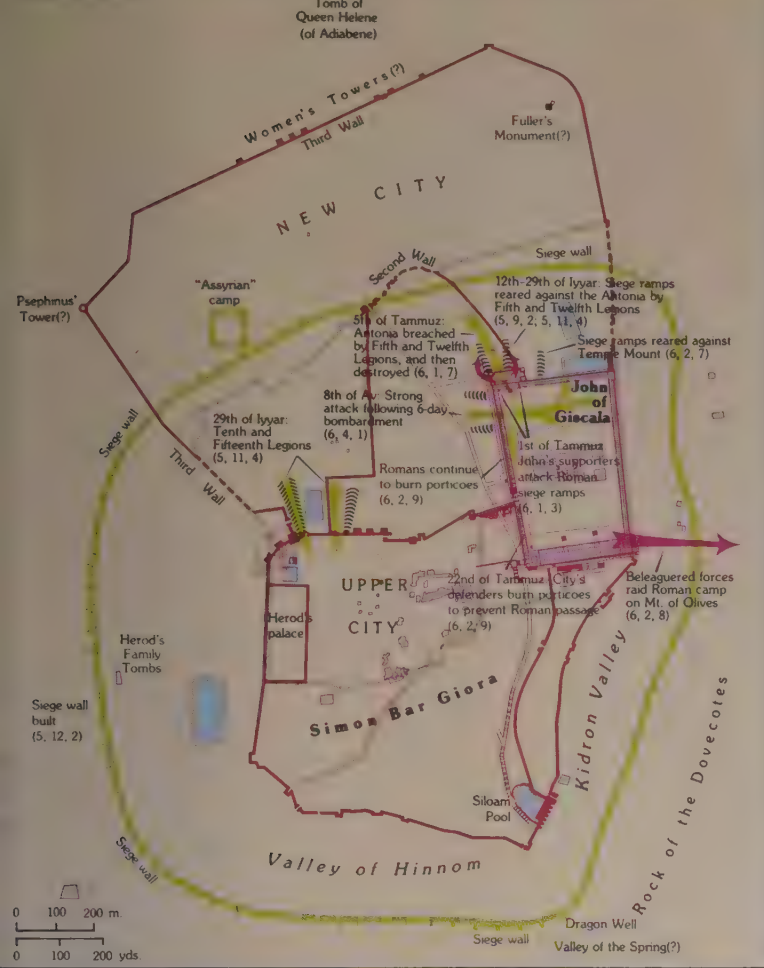 Tomb of
Queen Helene
(of Adiabene)
Women's Towers(?)
Third Wall
Fuller's
Monument(?)
NEW CITY
Siege wall
Second Wall
"Assyrian"
camp
Psephinus'
Tower(?)
12th-29th of Iyyar: Siege ramps
reared against the Antonia by
Fifth and Twelfth Legions
(5, 9, 2; 5, 11, 4)
5th of Tammuz:
Antonia breached
by Fifth and Twelfth
Legions, and then
destroyed (6, 1, 7)
Siege ramps reared against
Temple Mount (6, 2, 7)
John
of
Giscala
8th of Av: Strong
attack following 6-day
bombardment
(6, 4, 1)
29th of Iyyar:
Tenth and
Fifteenth Legions
(5, 11, 4)
Siege wall
Third Wall
1st of Tammuz
John's supporters
attack Roman
siege ramps
(6, 1, 3)
Romans continue
to burn porticoes
(6, 2, 9)
UPPER
CITY
22nd of Tammuz: City's
defenders burn porticoes
to prevent Roman passage
(6, 2, 9)
Beleaguered forces
raid Roman camp
on Mt. of Olives
(6, 2, 8)
Herod's
palace
Herod's
Family
Tombs
Simon Bar Giora
Siege wall
built
(5, 12, 2)
Kidron Valley
Rock of the Dovecotes
Siloam
Pool
Valley of Hinnom
Siege wall
0 100 200 m.
0 100 200 yds.
Dragon Well
Siege wall
Valley of the Spring(?)